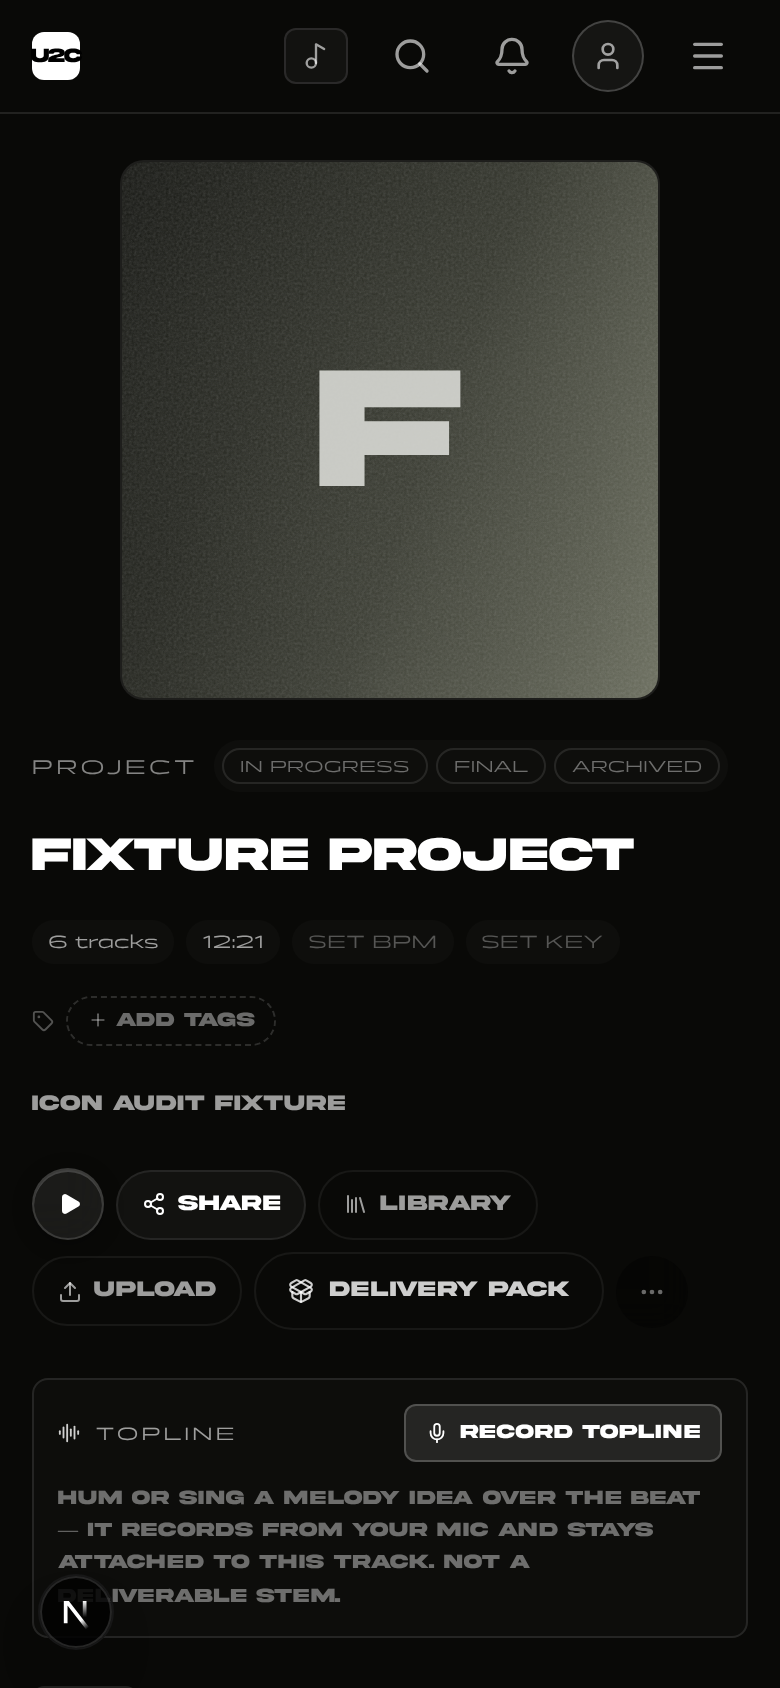 U2C
F
PROJECT IN PROGRESS FINAL ARCHIVED
FIXTURE PROJECT
6 tracks 12:21 SET BPM SET KEY
+ ADD TAGS
ICON AUDIT FIXTURE
SHARE LIBRARY
UPLOAD DELIVERY PACK ...
TOPLINE RECORD TOPLINE
HUM OR SING A MELODY IDEA OVER THE BEAT
— IT RECORDS FROM YOUR MIC AND STAYS
ATTACHED TO THIS TRACK. NOT A
DELIVERABLE STEM.
N